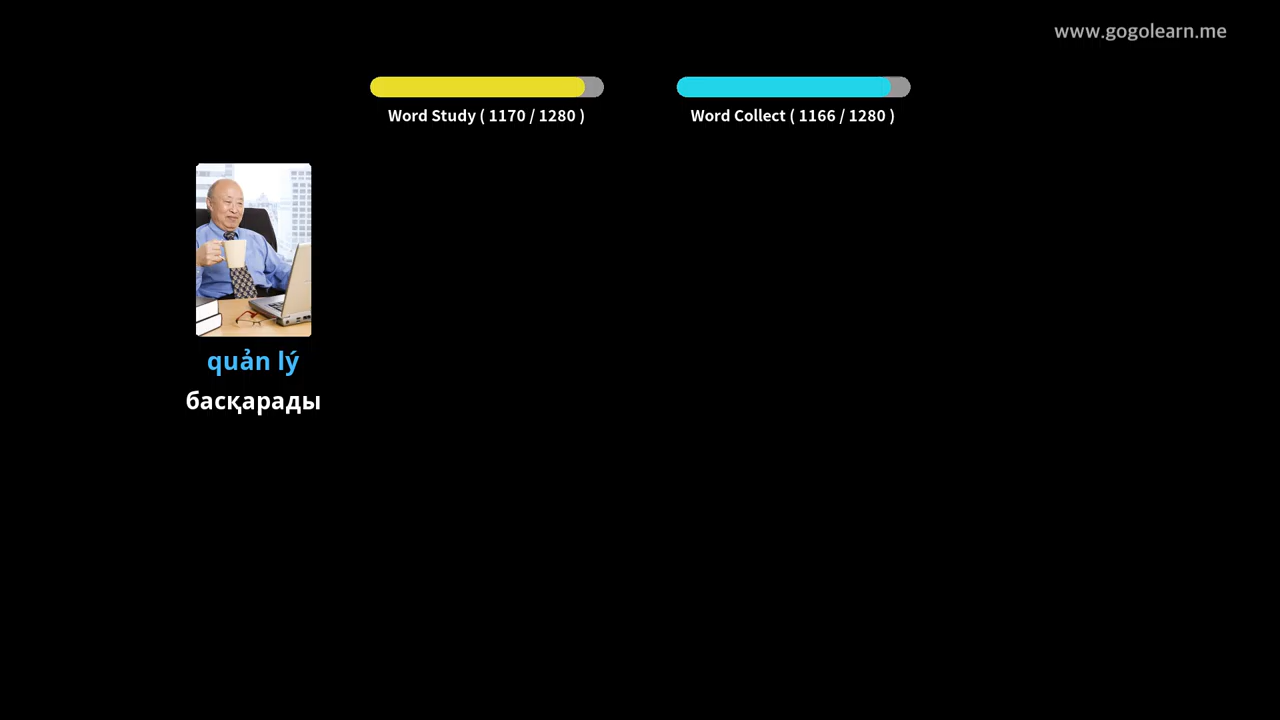 www.gogolearn.me
Word Study ( 1170 / 1280 )
Word Collect ( 1166 / 1280 )
quản lý
басқарады